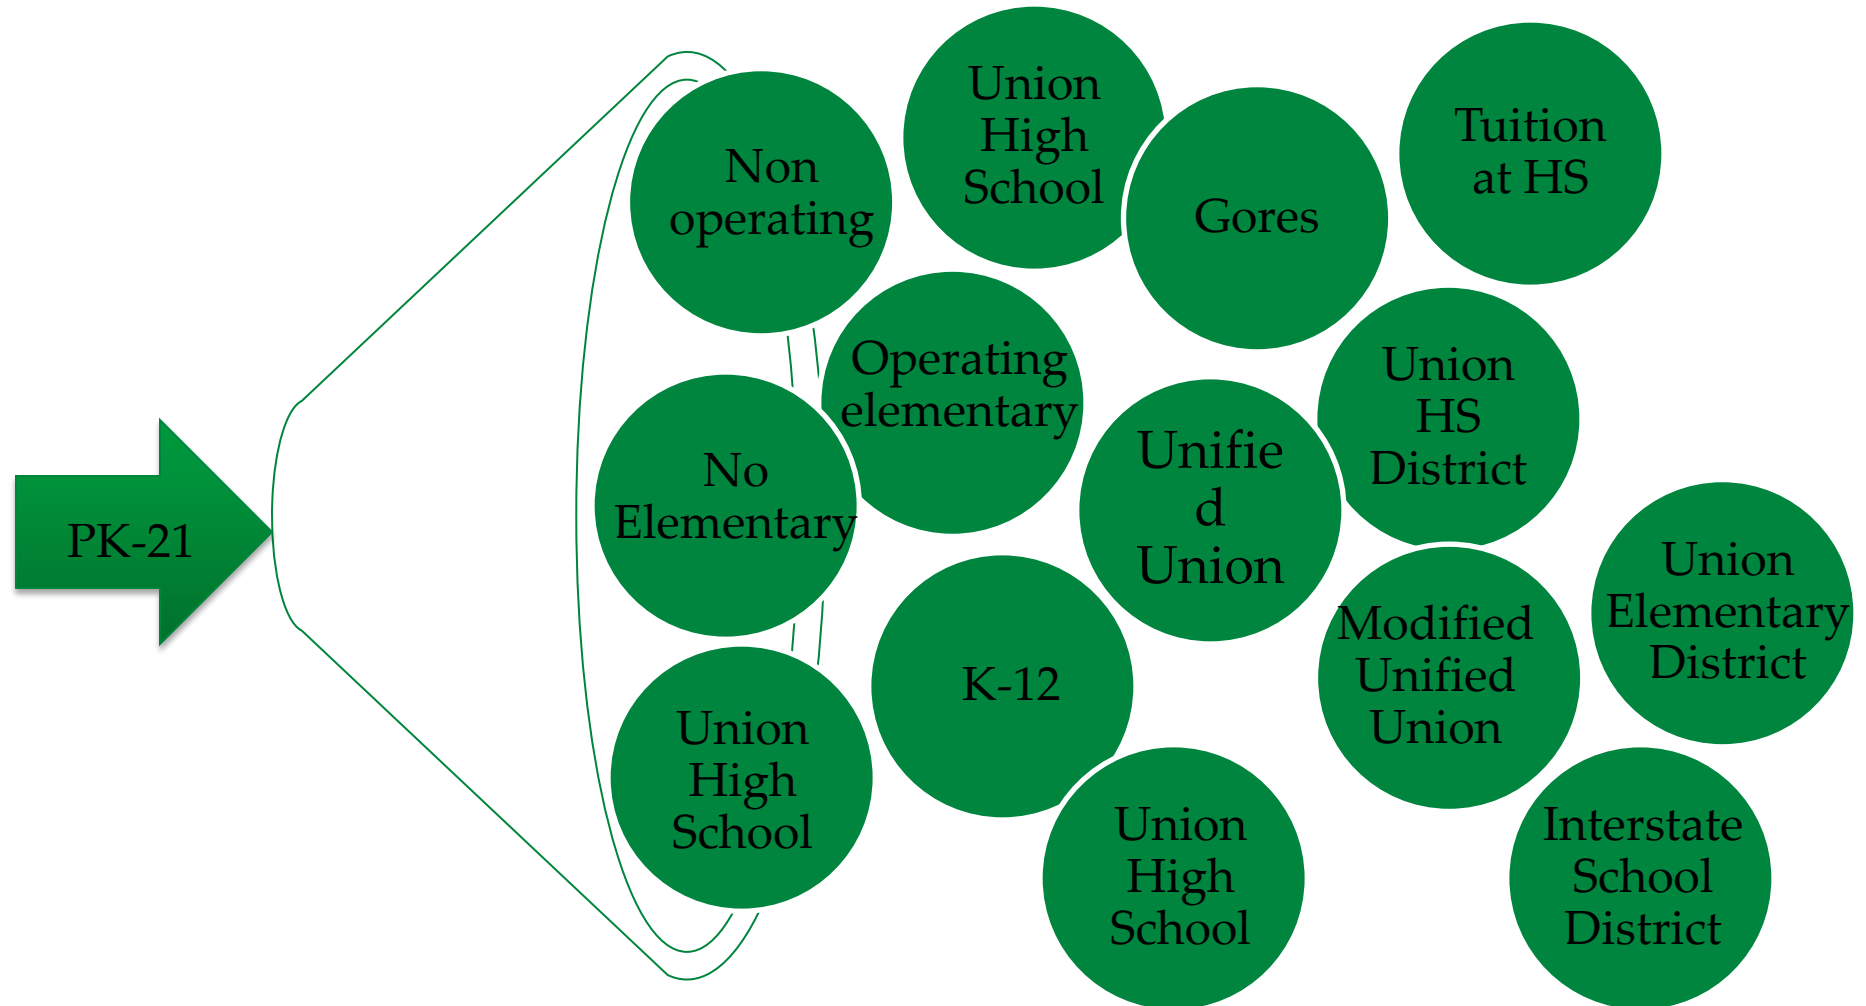 Union
High
School
Tuition
at HS
Non
operating
Gores
Operating
elementary
Union
HS
District
Unifie
d
Union
No
Elementary
PK-21
Union
Elementary
District
Modified
Unified
Union
K-12
Union
High
School
Union
High
School
Interstate
School
District